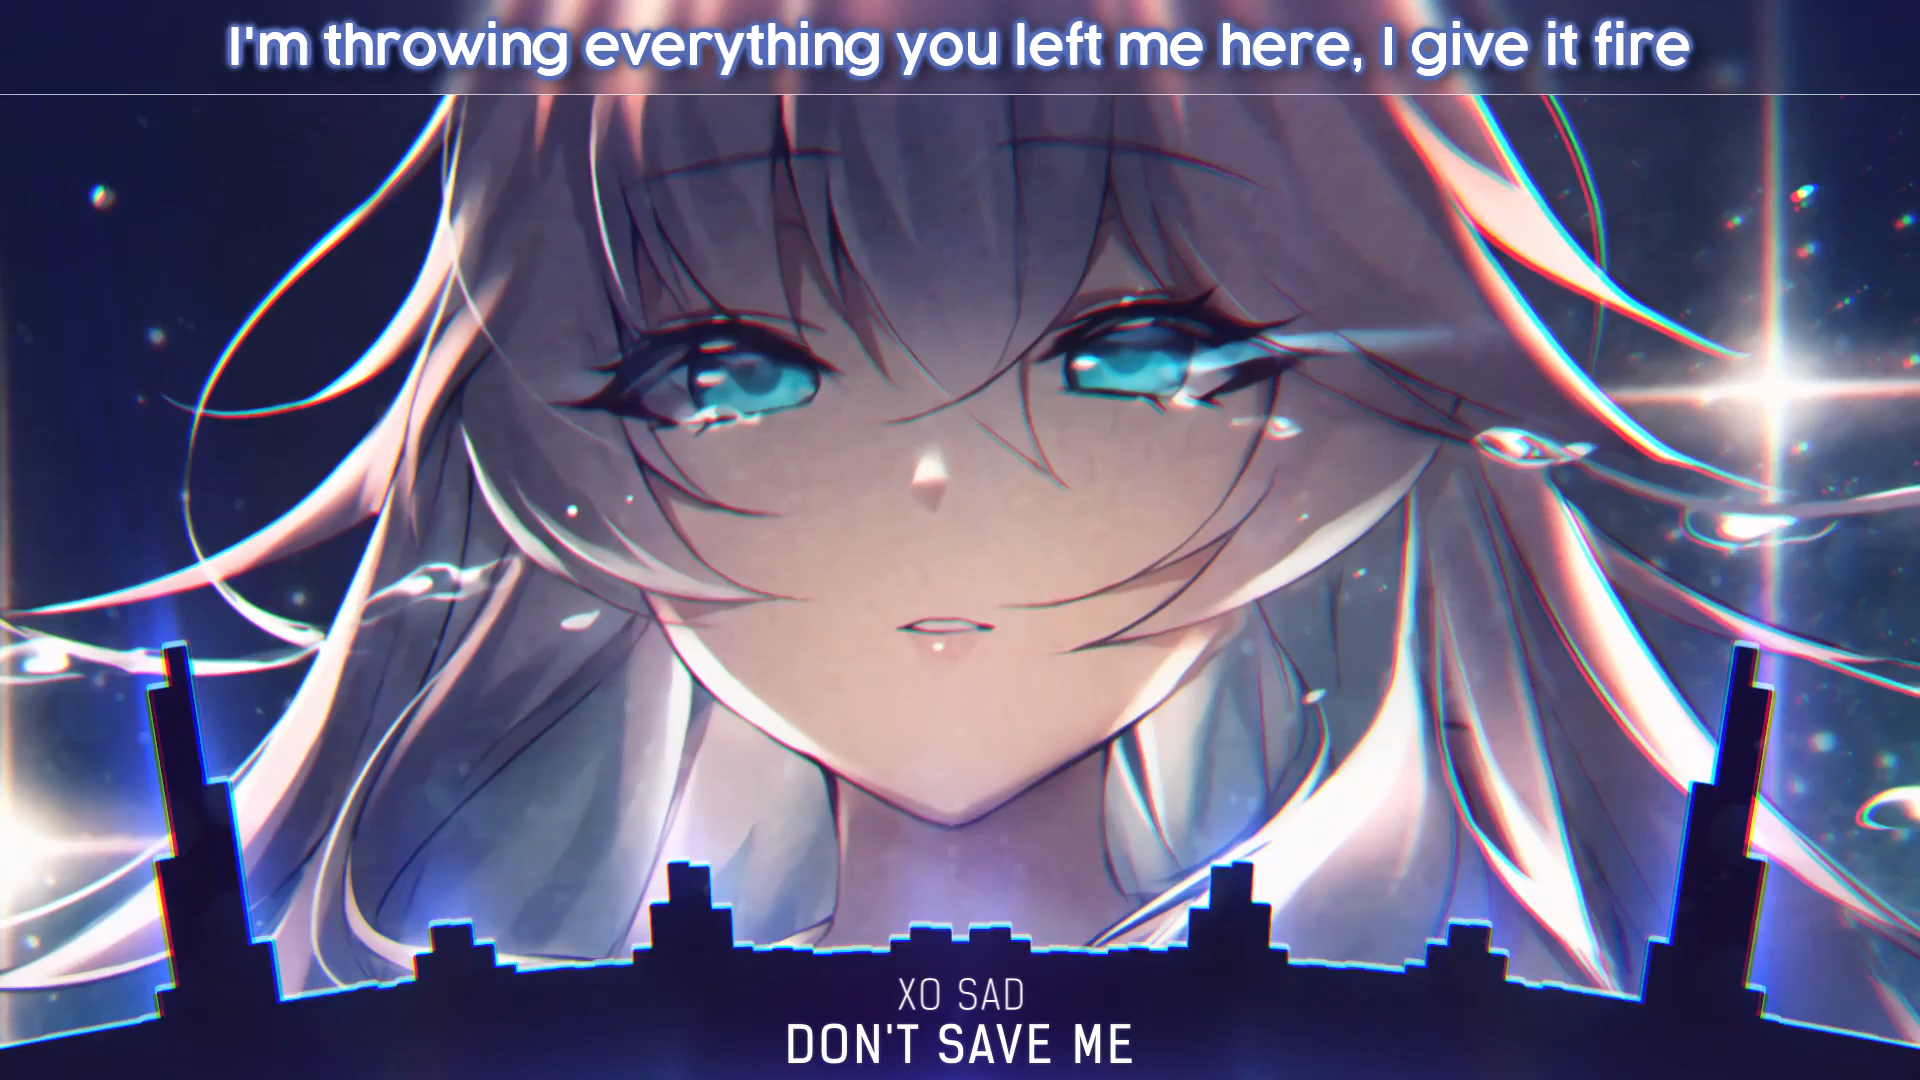 I'm throwing everything you left me here, I give it fire
XO SAD
DON'T SAVE ME